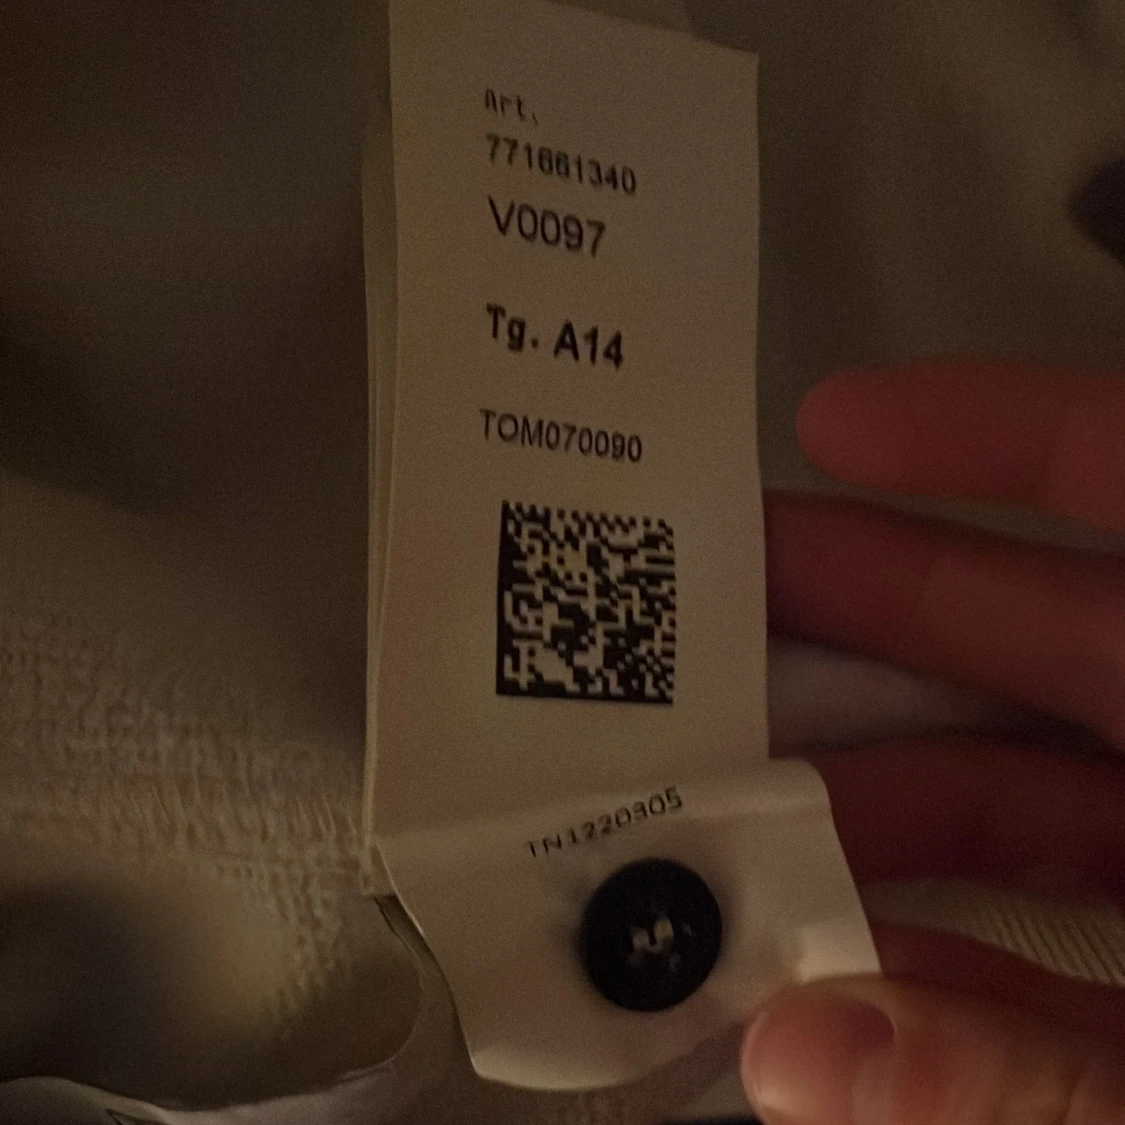 Art.
771661340
V0097
Tg. A14
TOM070090
TN1220305